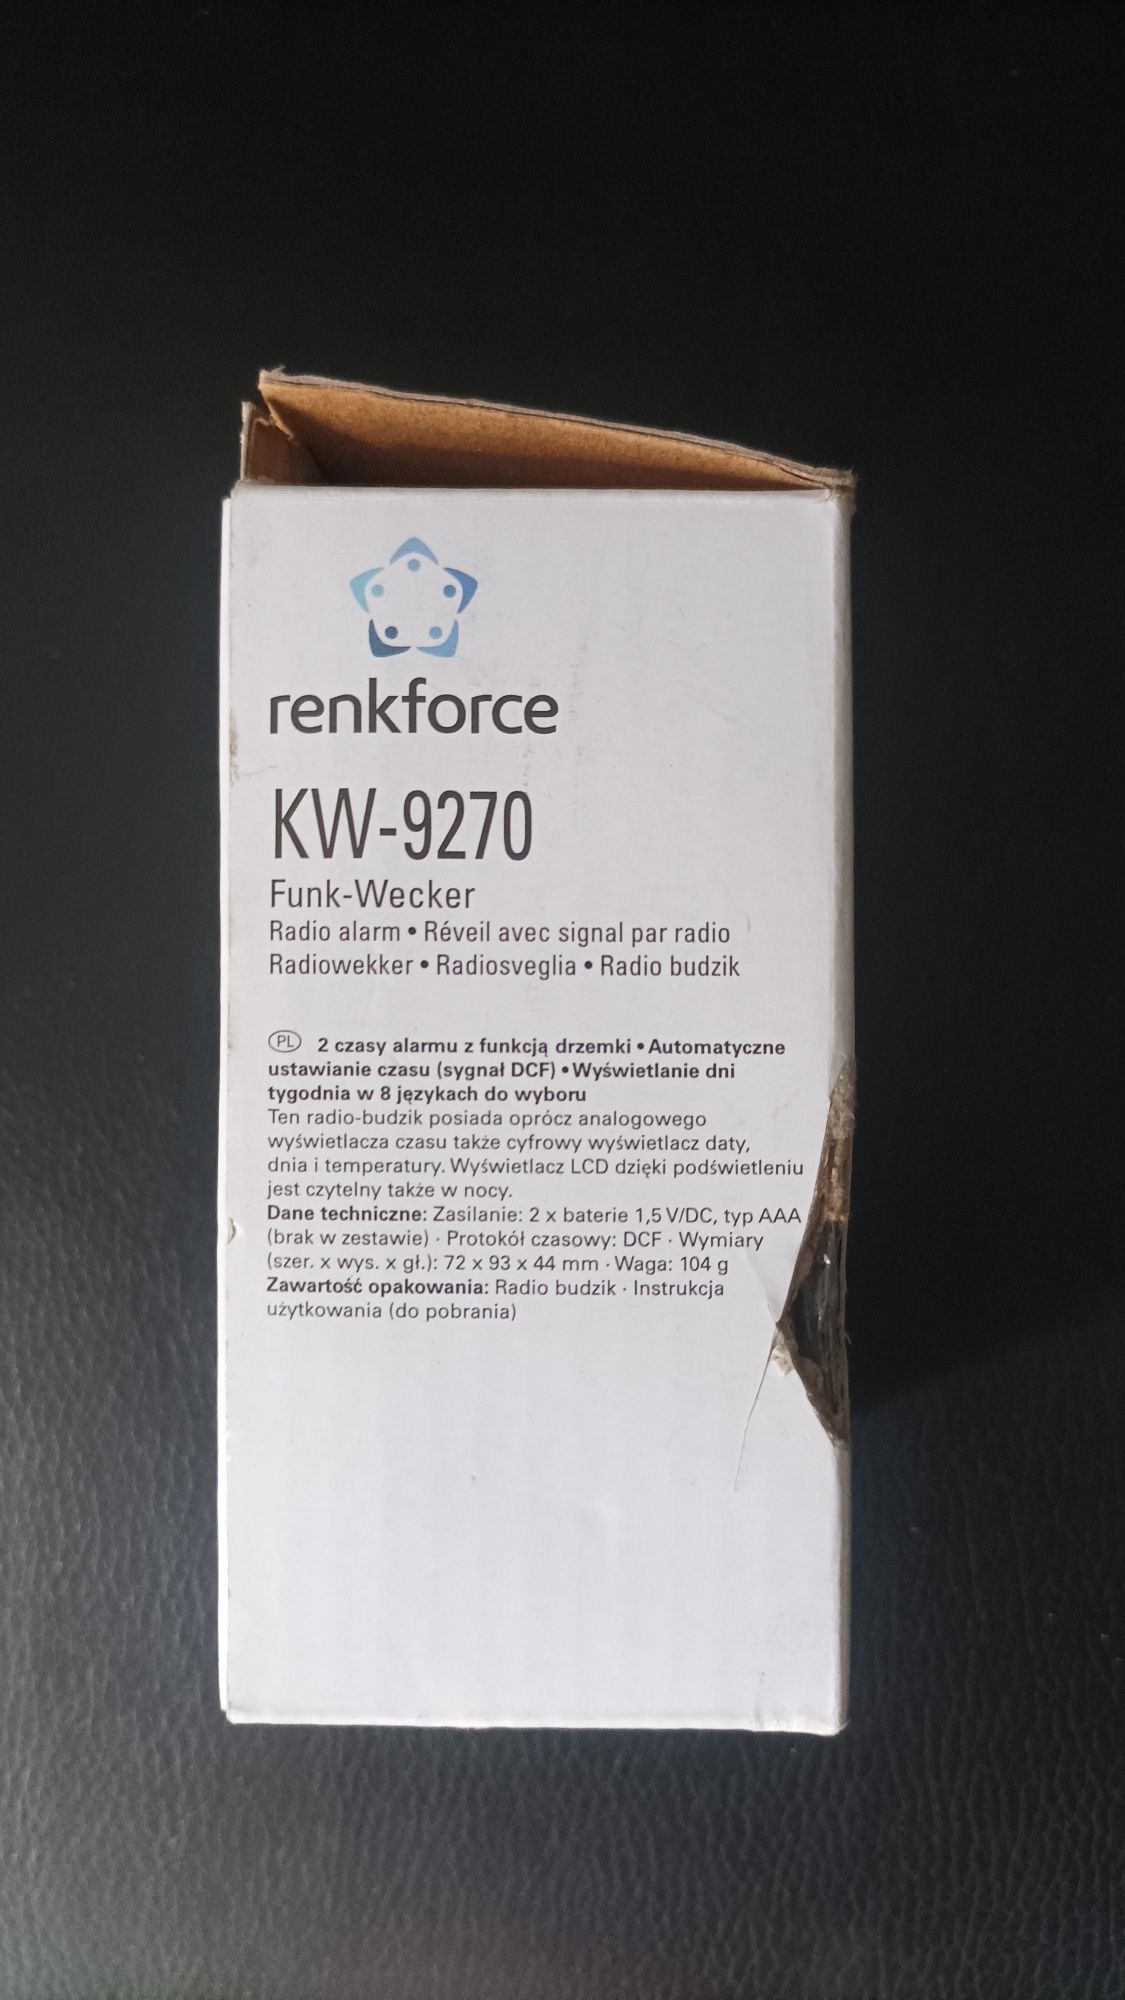 renkforce
KW-9270
Funk-Wecker
Radio alarm • Réveil avec signal par radio
Radiowekker • Radiosveglia • Radio budzik
PL 2 czasy alarmu z funkcją drzemki • Automatyczne
ustawianie czasu (sygnał DCF) • Wyświetlanie dni
tygodnia w 8 językach do wyboru
Ten radio-budzik posiada oprócz analogowego
wyświetlacza czasu także cyfrowy wyświetlacz daty,
dnia i temperatury. Wyświetlacz LCD dzięki podświetleniu
jest czytelny także w nocy.
Dane techniczne: Zasilanie: 2 x baterie 1,5 V/DC, typ AAA
(brak w zestawie) · Protokół czasowy: DCF · Wymiary
(szer. x wys. x gł.): 72 x 93 x 44 mm · Waga: 104 g
Zawartość opakowania: Radio budzik · Instrukcja
użytkowania (do pobrania)